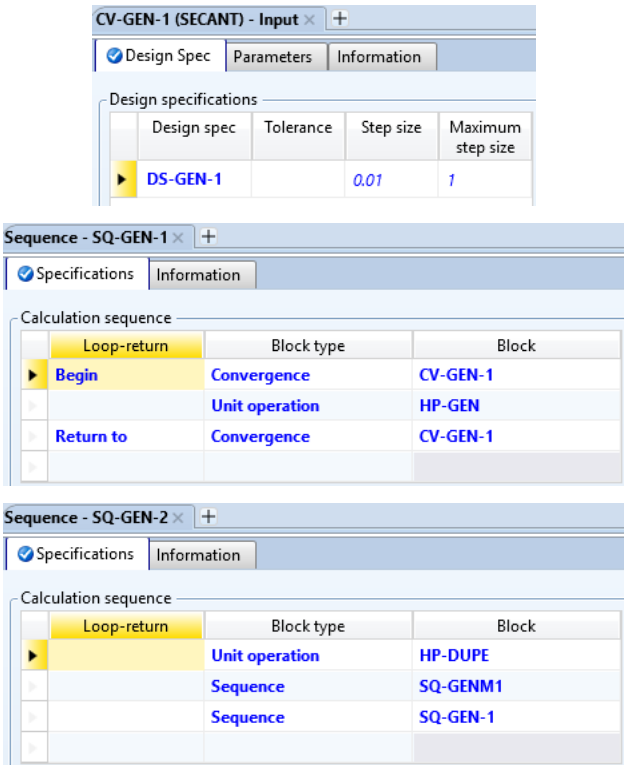 CV-GEN-1 (SECANT) - Input × +
Design Spec Parameters Information
Design specifications
Design spec Tolerance Step size Maximum step size
DS-GEN-1 0.01 1
Sequence - SQ-GEN-1 × +
Specifications Information
Calculation sequence
Loop-return Block type Block
Begin Convergence CV-GEN-1
Unit operation HP-GEN
Return to Convergence CV-GEN-1
Sequence - SQ-GEN-2 × +
Specifications Information
Calculation sequence
Loop-return Block type Block
Unit operation HP-DUPE
Sequence SQ-GENM1
Sequence SQ-GEN-1